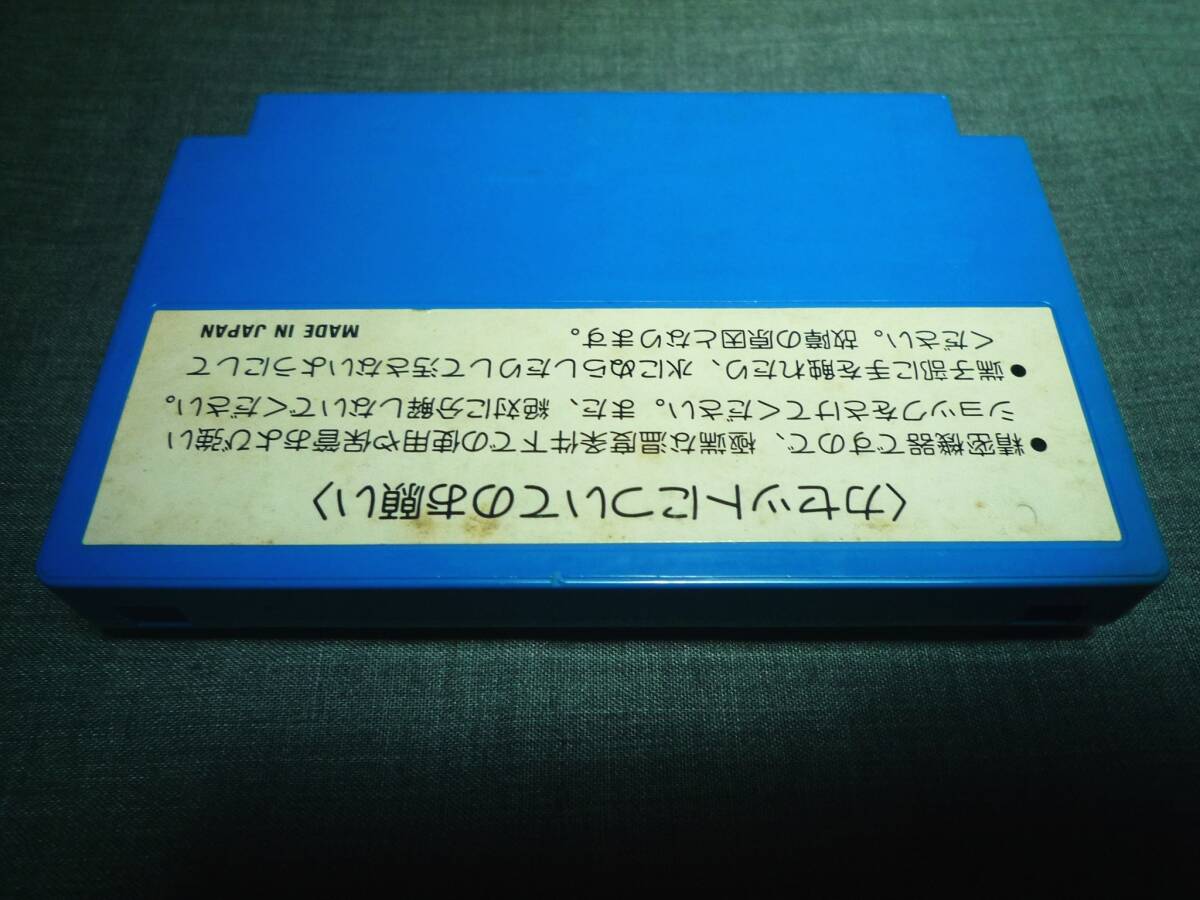 〈カセットについてのお願い〉
●精密機器ですので、極端な温度条件下での使用や保管および強い
ショックをさけてください。また、絶対に分解しないでください。
●端子部に手を触れたり、水にぬらしたりして汚さないようにして
ください。故障の原因となります。
MADE IN JAPAN